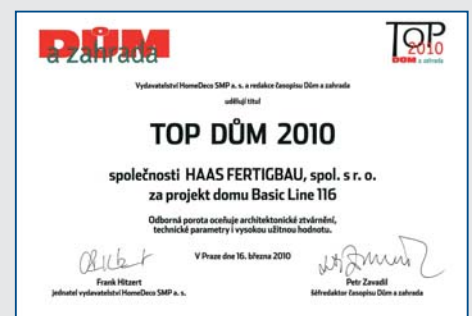 DŮM
a zahrada
TOP
2010
DŮM a zahrada
Vydavatelství HomeDeco SMP a. s. a redakce časopisu Dům a zahrada
udělují titul
TOP DŮM 2010
společnosti HAAS FERTIGBAU, spol. s r. o.
za projekt domu Basic Line 116
Odborná porota oceňuje architektonické ztvárnění,
technické parametry i vysokou užitnou hodnotu.
V Praze dne 16. března 2010
Frank Hitzert
jednatel vydavatelství HomeDeco SMP a. s.
Petr Zavadil
šéfredaktor časopisu Dům a zahrada